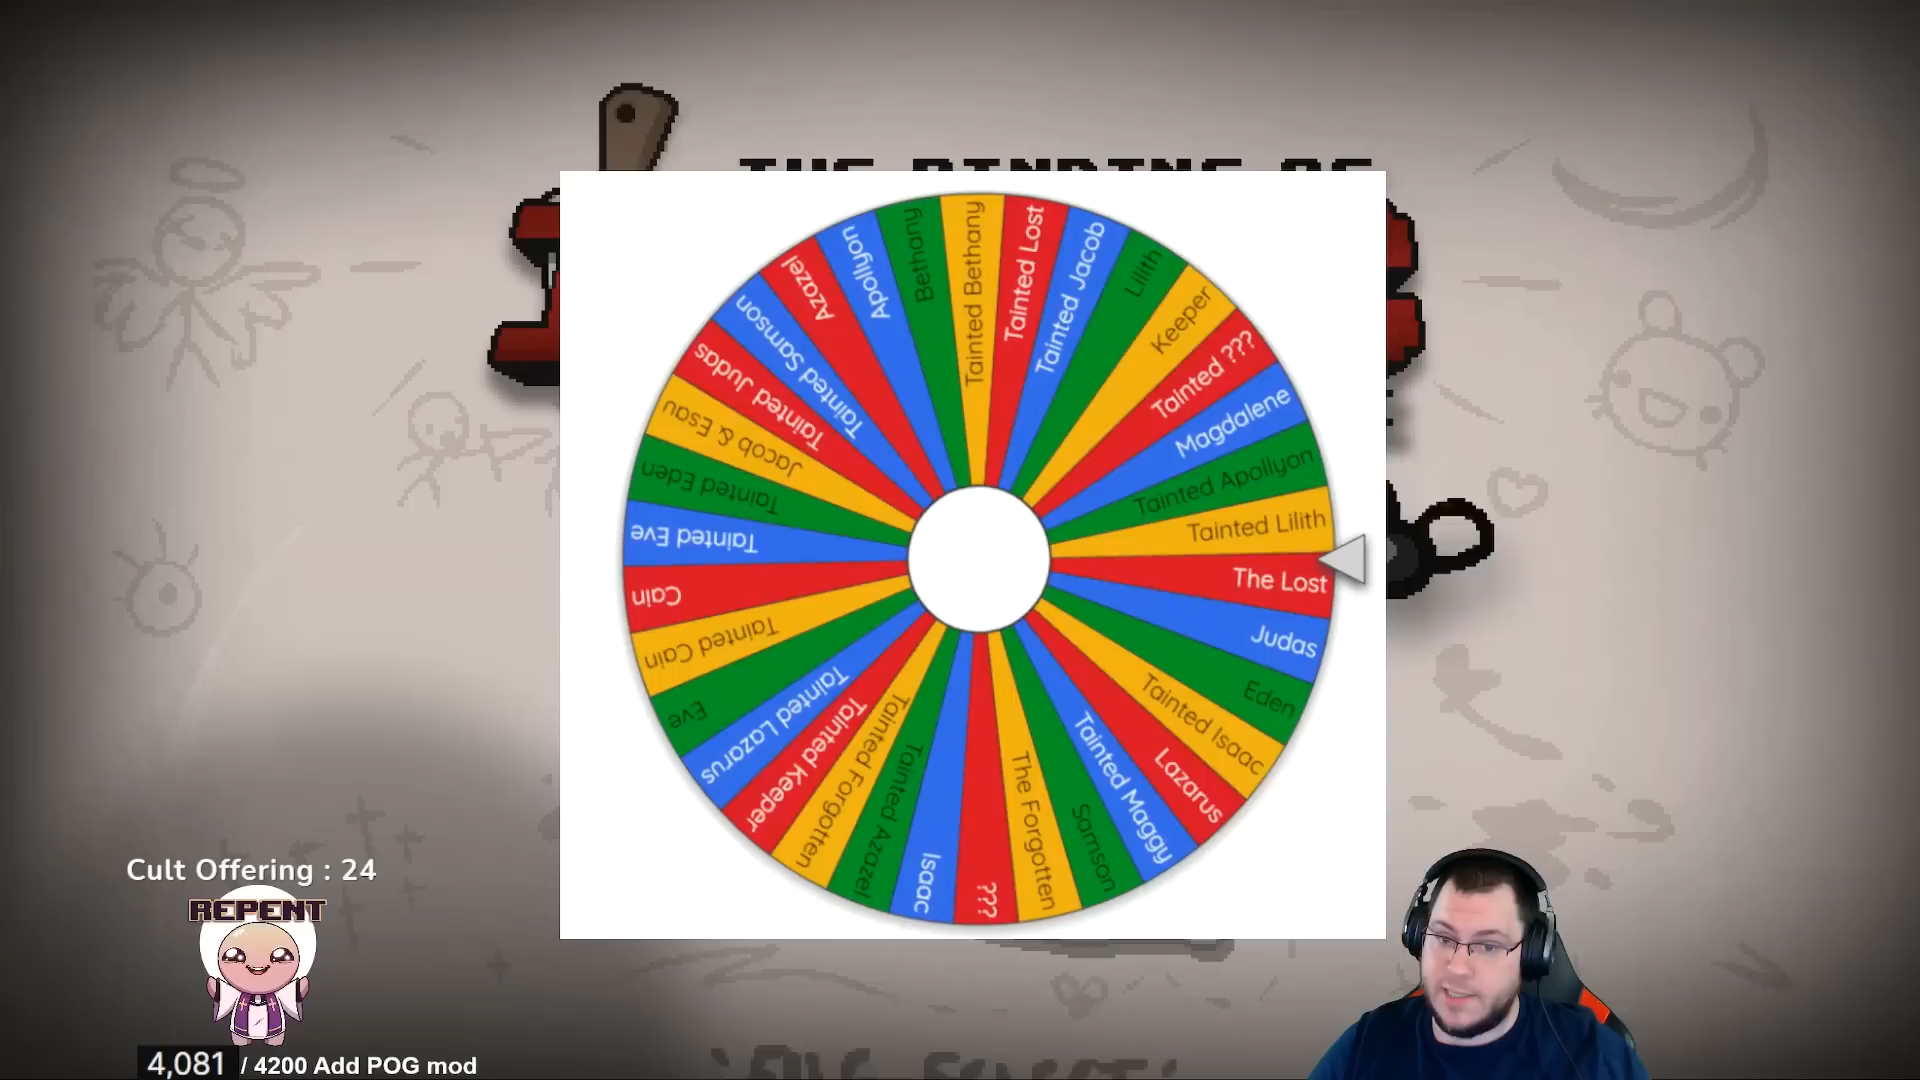 THE BINDING OF
Tainted Bethany
Tainted Lost
Tainted Jacob
Lilith
Keeper
Tainted ???
Magdalene
Tainted Apollyon
Tainted Lilith
The Lost
Judas
Eden
Tainted Isaac
Lazarus
Tainted Maggy
Samson
The Forgotten
???
Isaac
Tainted Azazel
Tainted Forgotten
Tainted Keeper
Tainted Lazarus
Eve
Tainted Cain
Cain
Tainted Eve
Tainted Eden
Jacob & Esau
Tainted Judas
Tainted Samson
Azazel
Apollyon
Bethany
Cult Offering : 24
REPENT
4,081 / 4200 Add POG mod